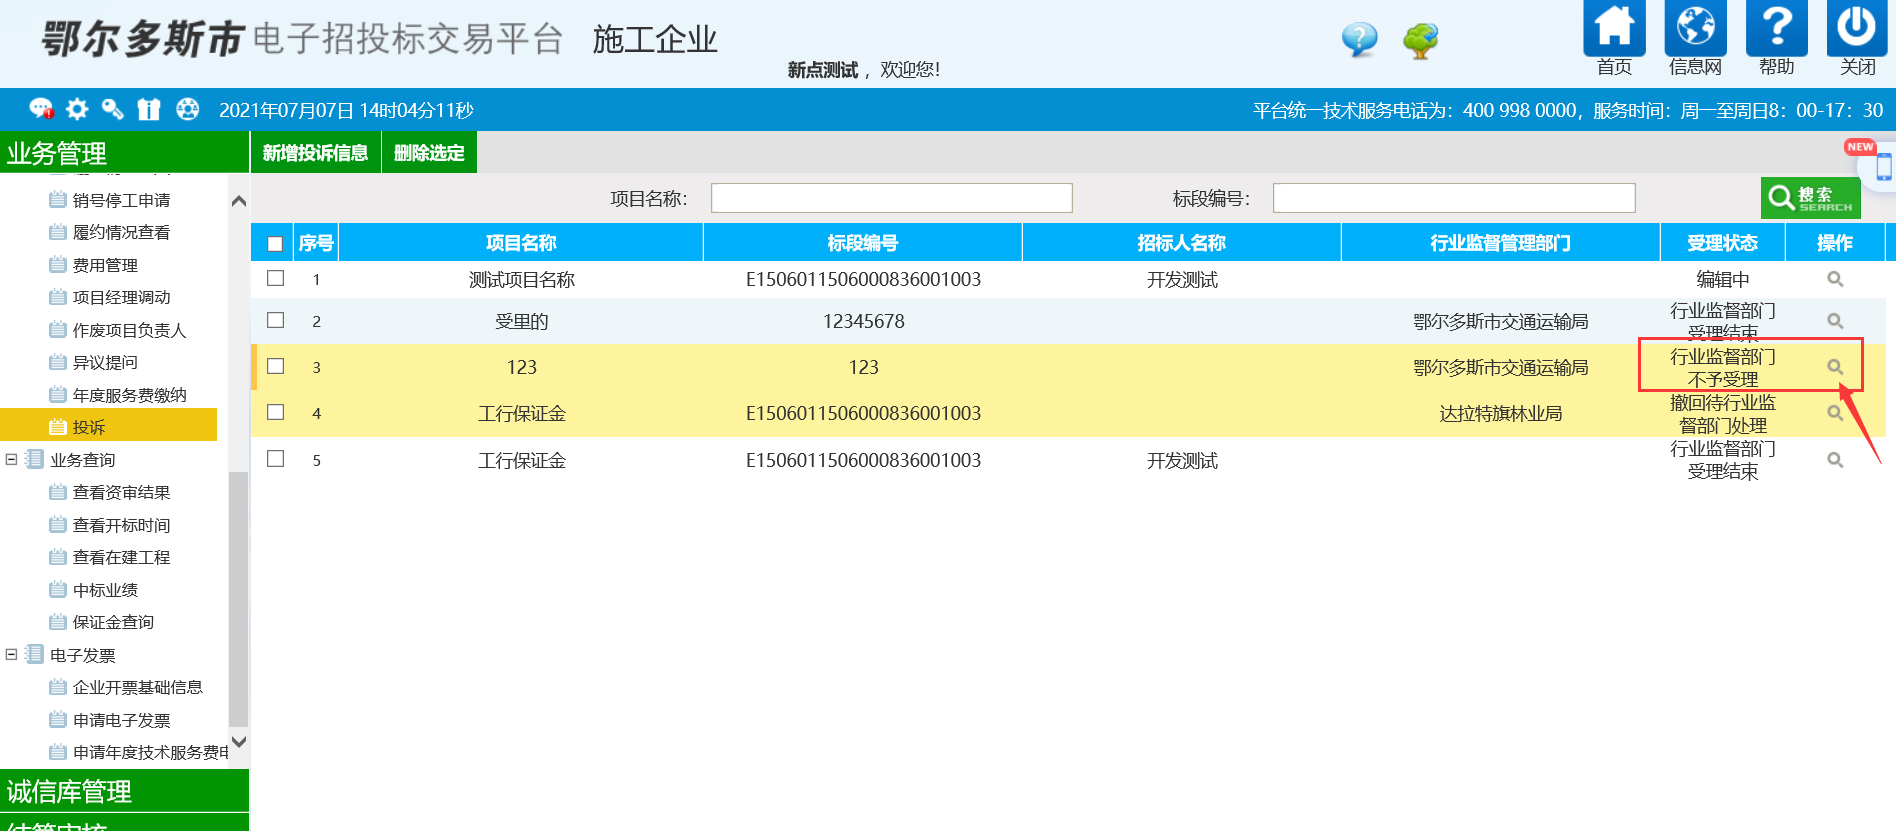 鄂尔多斯市 电子招投标交易平台 施工企业
新点测试 ，欢迎您！
首页 信息网 帮助 关闭
2021年07月07日 14时04分11秒
平台统一技术服务电话为：400 998 0000，服务时间：周一至周日8：00-17：30
业务管理
新增投诉信息 删除选定
NEW
销号停工申请
履约情况查看
费用管理
项目经理调动
作废项目负责人
异议提问
年度服务费缴纳
投诉
业务查询
查看资审结果
查看开标时间
查看在建工程
中标业绩
保证金查询
电子发票
企业开票基础信息
申请电子发票
申请年度技术服务费电
诚信库管理
项目名称： 标段编号： 搜索 SEARCH
序号 项目名称 标段编号 招标人名称 行业监督管理部门 受理状态 操作
1 测试项目名称 E1506011506000836001003 开发测试 编辑中
2 受里的 12345678 鄂尔多斯市交通运输局 行业监督部门
受理结束
3 123 123 鄂尔多斯市交通运输局 行业监督部门
不予受理
4 工行保证金 E1506011506000836001003 达拉特旗林业局 撤回待行业监
督部门处理
5 工行保证金 E1506011506000836001003 开发测试 行业监督部门
受理结束